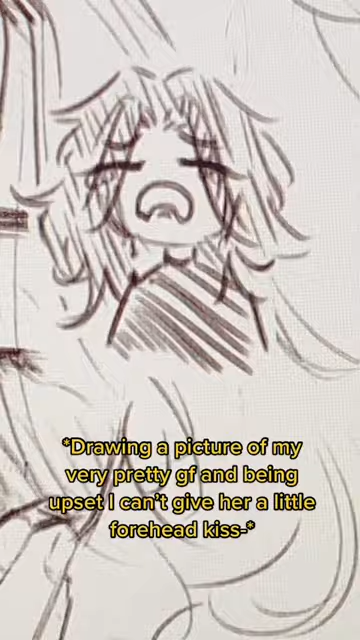 *Drawing a picture of my
very pretty gf and being
upset I can't give her a little
forehead kiss-*